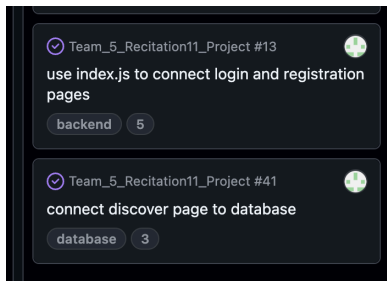 Team_5_Recitation11_Project #13
use index.js to connect login and registration
pages
backend 5
Team_5_Recitation11_Project #41
connect discover page to database
database 3